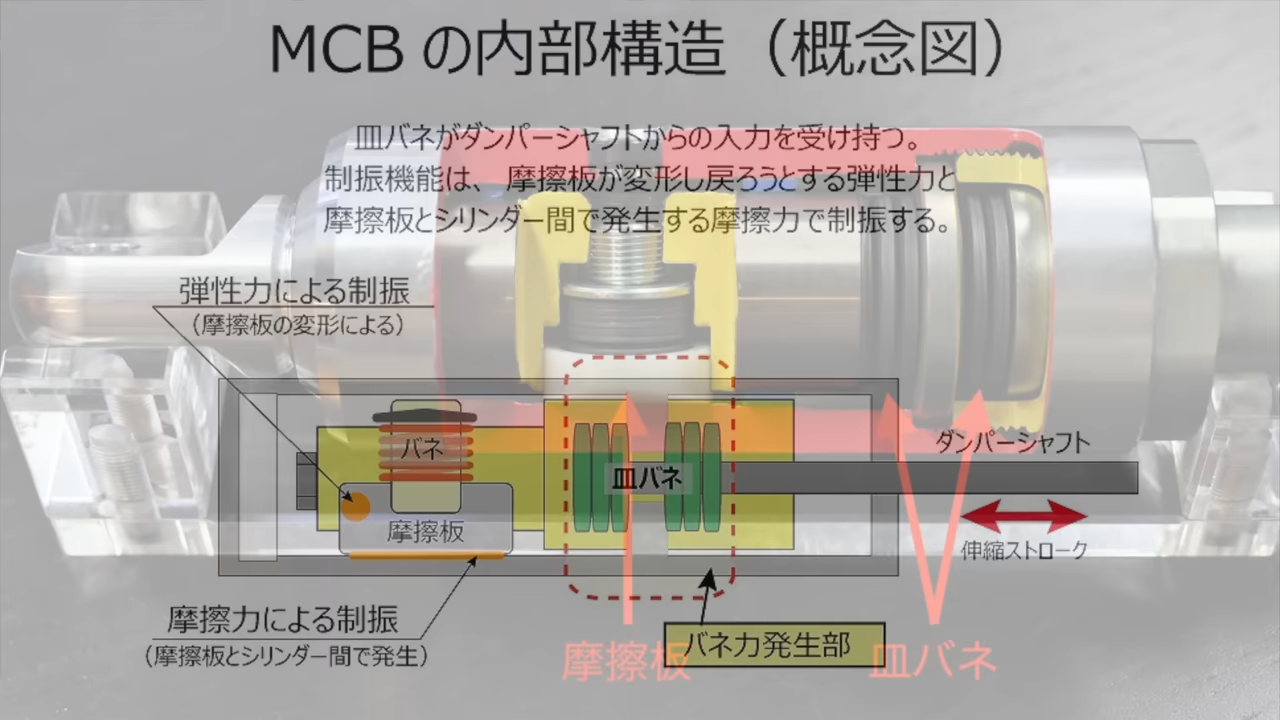 MCB の内部構造（概念図）
皿バネがダンパーシャフトからの入力を受け持つ。
制振機能は、摩擦板が変形し戻ろうとする弾性力と
摩擦板とシリンダー間で発生する摩擦力で制振する。
弾性力による制振
（摩擦板の変形による）
バネ
皿バネ
ダンパーシャフト
摩擦板
伸縮ストローク
摩擦力による制振
（摩擦板とシリンダー間で発生）
バネ力発生部
摩擦板
皿バネ